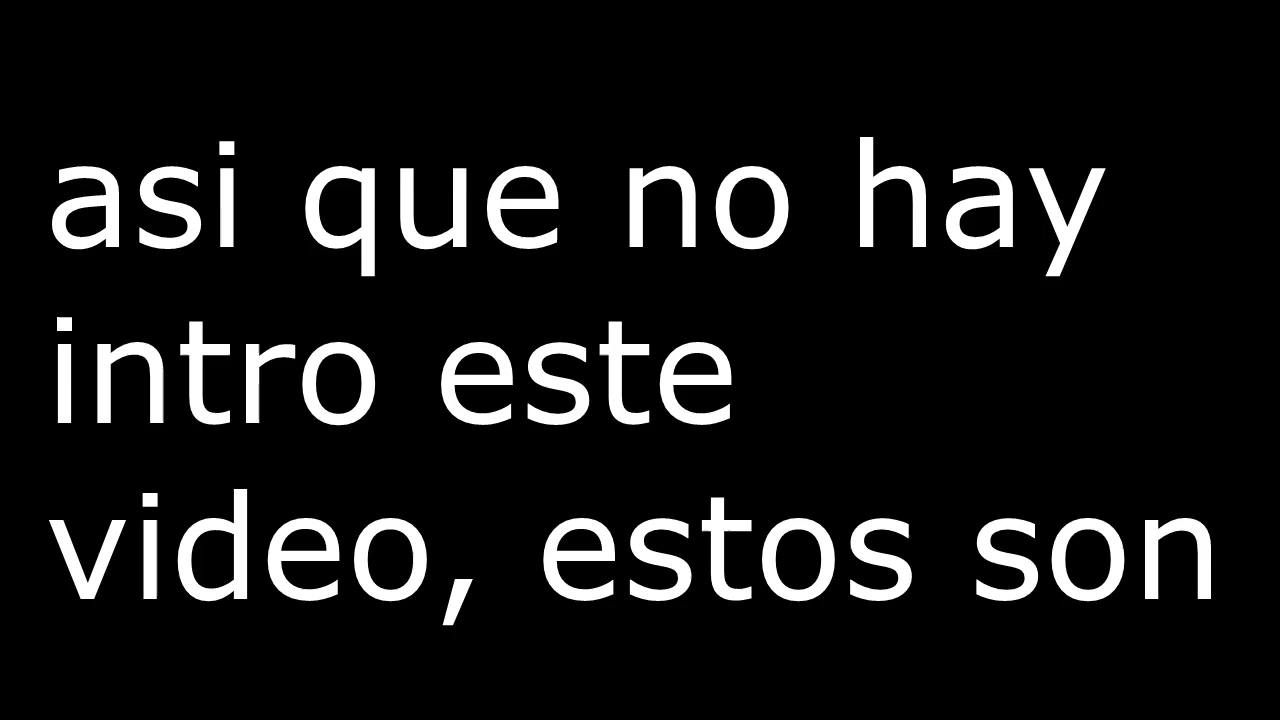 asi que no hay
intro este
video, estos son